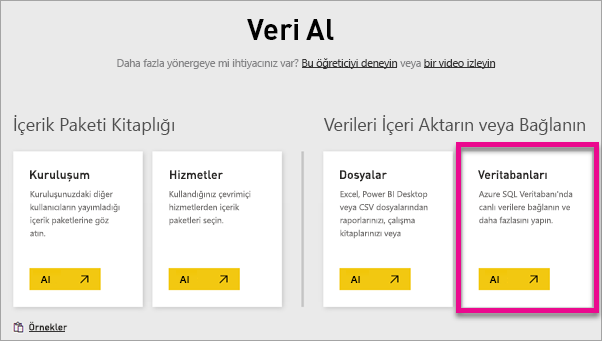 Veri Al
Daha fazla yönergeye mi ihtiyacınız var? Bu öğreticiyi deneyin veya bir video izleyin
İçerik Paketi Kitaplığı
Kuruluşum
Kuruluşunuzdaki diğer
kullanıcıların yayımladığı
içerik paketlerine göz
atın.
Al
Hizmetler
Kullandığınız çevrimiçi
hizmetlerden içerik
paketleri seçin.
Al
Verileri İçeri Aktarın veya Bağlanın
Dosyalar
Excel, Power BI Desktop
veya CSV dosyalarından
raporlarınızı, çalışma
kitaplarınızı veya
Al
Veritabanları
Azure SQL Veritabanı'nda
canlı verilere bağlanın ve
daha fazlasını yapın.
Al
Örnekler